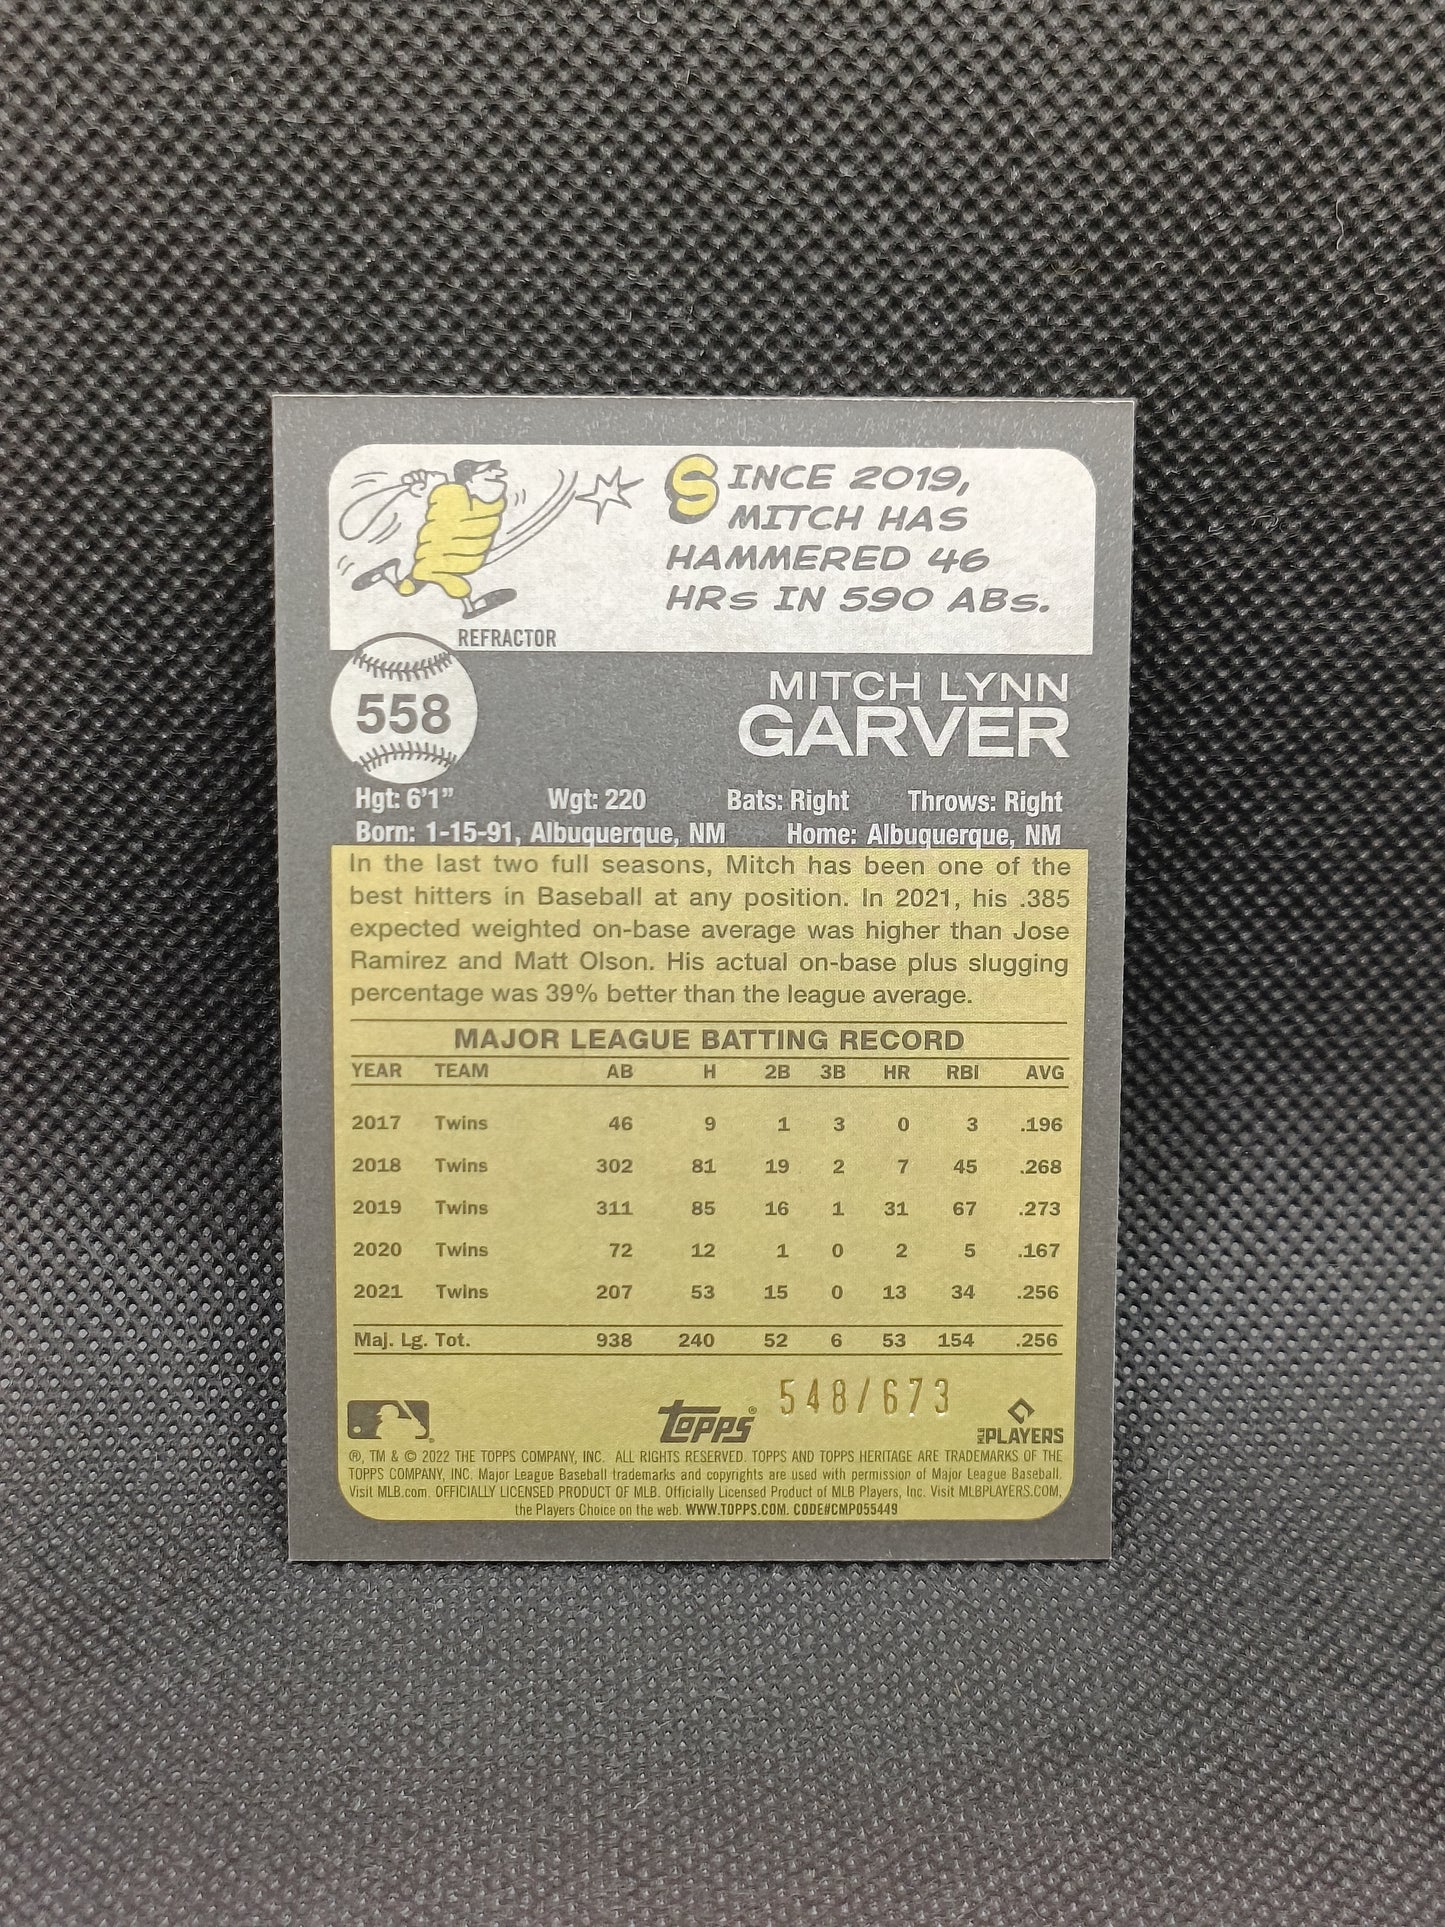 SINCE 2019,
MITCH HAS
HAMMERED 46
HRS IN 590 ABS.
REFRACTOR
558
MITCH LYNN
GARVER
Hgt: 6'1" Wgt: 220 Bats: Right Throws: Right
Born: 1-15-91, Albuquerque, NM Home: Albuquerque, NM
In the last two full seasons, Mitch has been one of the
best hitters in Baseball at any position. In 2021, his .385
expected weighted on-base average was higher than Jose
Ramirez and Matt Olson. His actual on-base plus slugging
percentage was 39% better than the league average.
MAJOR LEAGUE BATTING RECORD
YEAR TEAM AB H 2B 3B HR RBI AVG
2017 Twins 46 9 1 3 0 3 .196
2018 Twins 302 81 19 2 7 45 .268
2019 Twins 311 85 16 1 31 67 .273
2020 Twins 72 12 1 0 2 5 .167
2021 Twins 207 53 15 0 13 34 .256
Maj. Lg. Tot. 938 240 52 6 53 154 .256
548/673
Topps® MLB PLAYERS
®, TM & © 2022 THE TOPPS COMPANY, INC. ALL RIGHTS RESERVED. TOPPS AND TOPPS HERITAGE ARE TRADEMARKS OF THE
TOPPS COMPANY, INC. Major League Baseball trademarks and copyrights are used with permission of Major League Baseball.
Visit MLB.com. OFFICIALLY LICENSED PRODUCT OF MLB. Officially Licensed Product of MLB Players, Inc. Visit MLBPLAYERS.COM,
the Players Choice on the web. WWW.TOPPS.COM. CODE#CMP055449